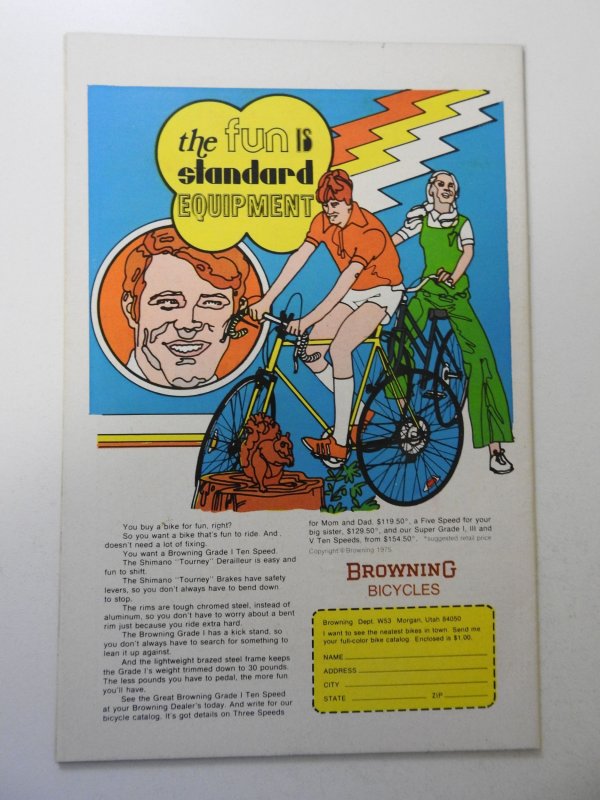 the fun IS
standard
EQUIPMENT
You buy a bike for fun, right?
So you want a bike that's fun to ride. And
doesn't need a lot of fixing.
You want a Browning Grade I Ten Speed.
The Shimano "Tourney" Derailleur is easy and
fun to shift.
The Shimano "Tourney" Brakes have safety
levers, so you don't always have to bend down
to stop.
The rims are tough chromed steel, instead of
aluminum, so you don't have to worry about a bent
rim just because you ride extra hard.
The Browning Grade I has a kick stand, so
you don't always have to search for something to
lean it up against.
And the lightweight brazed steel frame keeps
the Grade I's weight trimmed down to 30 pounds.
The less pounds you have to pedal, the more fun
you'll have.
See the Great Browning Grade I Ten Speed
at your Browning Dealer's today. And write for our
bicycle catalog. It's got details on Three Speeds
for Mom and Dad, $119.50*, a Five Speed for your
big sister, $129.50*, and our Super Grade I, III and
V Ten Speeds, from $154.50*. *suggested retail price
Copyright © Browning 1975
BROWNING
BICYCLES
Browning Dept. W53 Morgan, Utah 84050
I want to see the neatest bikes in town. Send me
your full-color bike catalog. Enclosed is $1.00.
NAME
ADDRESS
CITY
STATE ZIP